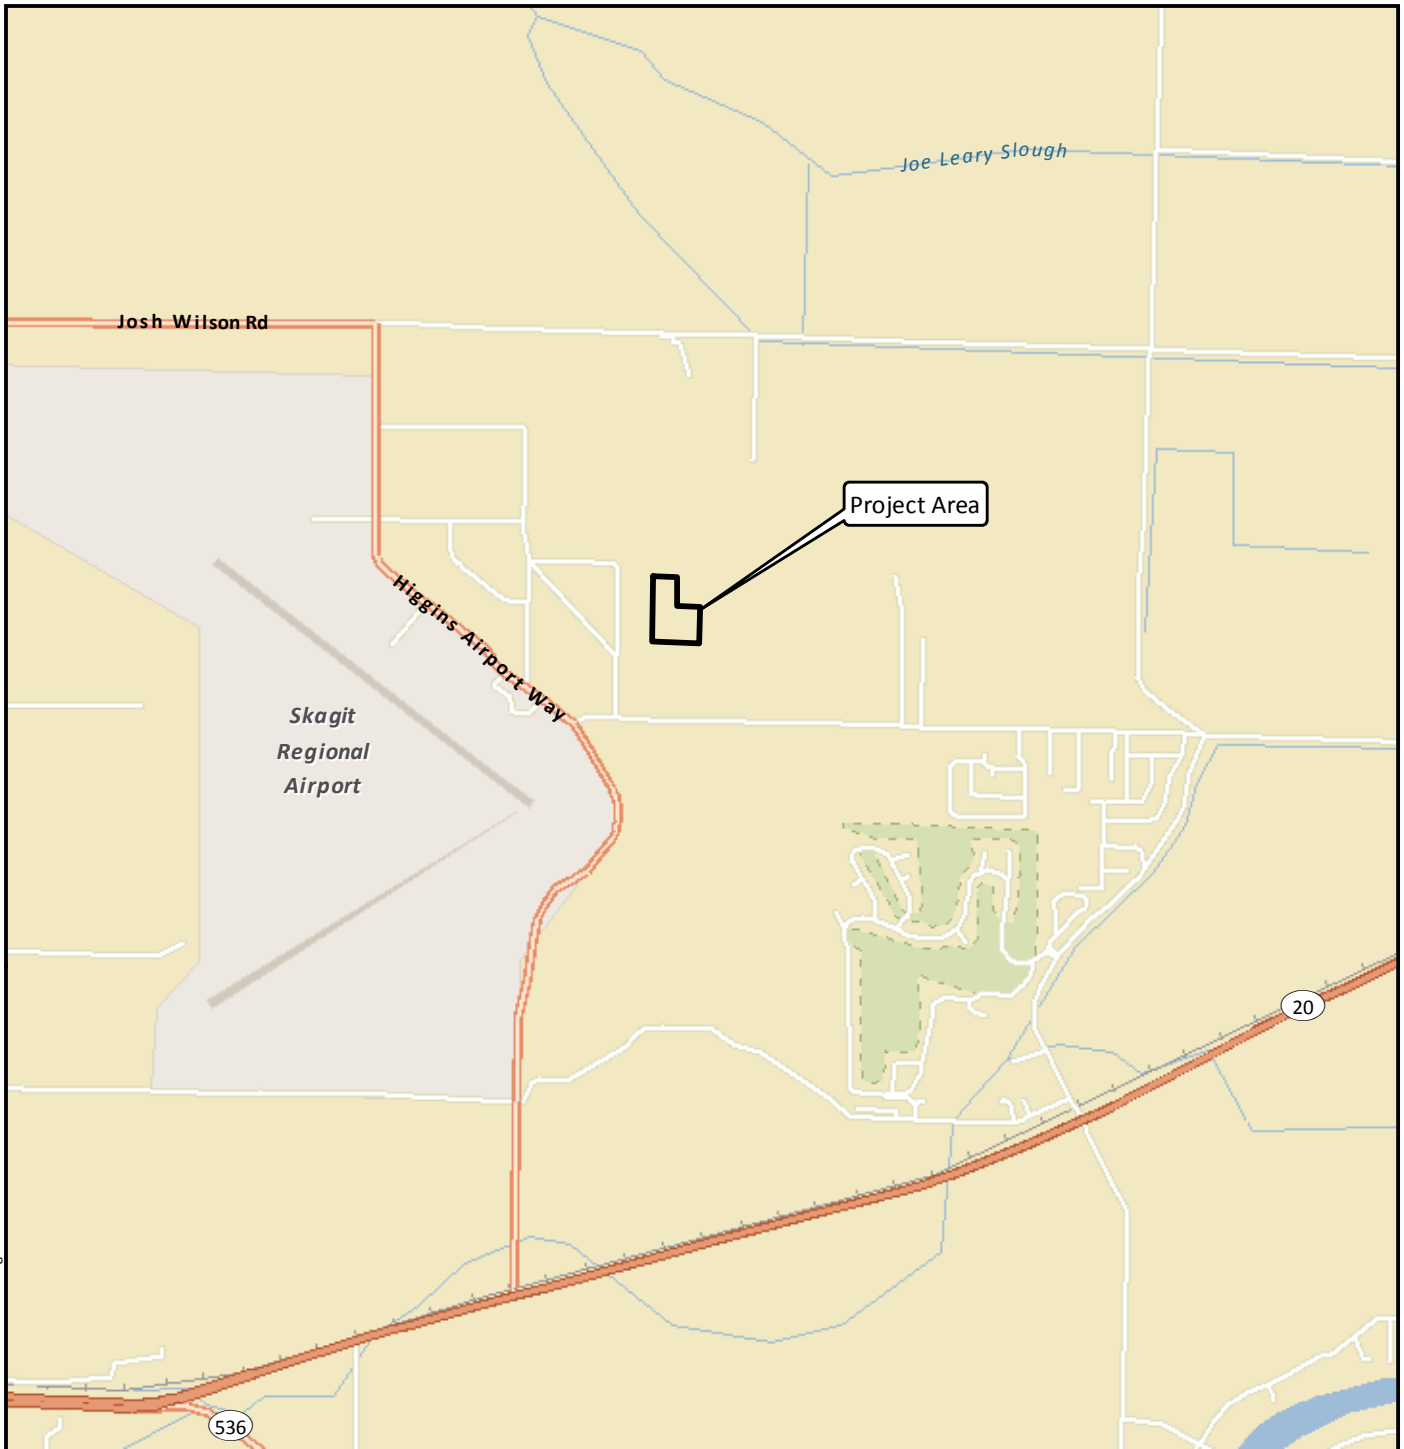 Joe Leary Slough
Josh Wilson Rd
Project Area
Higgins Airport Way
Skagit
Regional
Airport
20
536